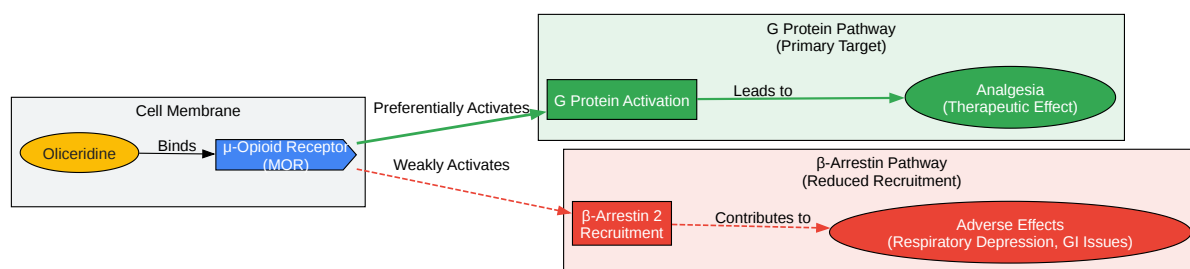 G Protein Pathway
(Primary Target)
G Protein Activation
Leads to
Analgesia
(Therapeutic Effect)
Cell Membrane
Preferentially Activates
Oliceridine
Binds
μ-Opioid Receptor
(MOR)
Weakly Activates
β-Arrestin Pathway
(Reduced Recruitment)
β-Arrestin 2
Recruitment
Contributes to
Adverse Effects
(Respiratory Depression, GI Issues)